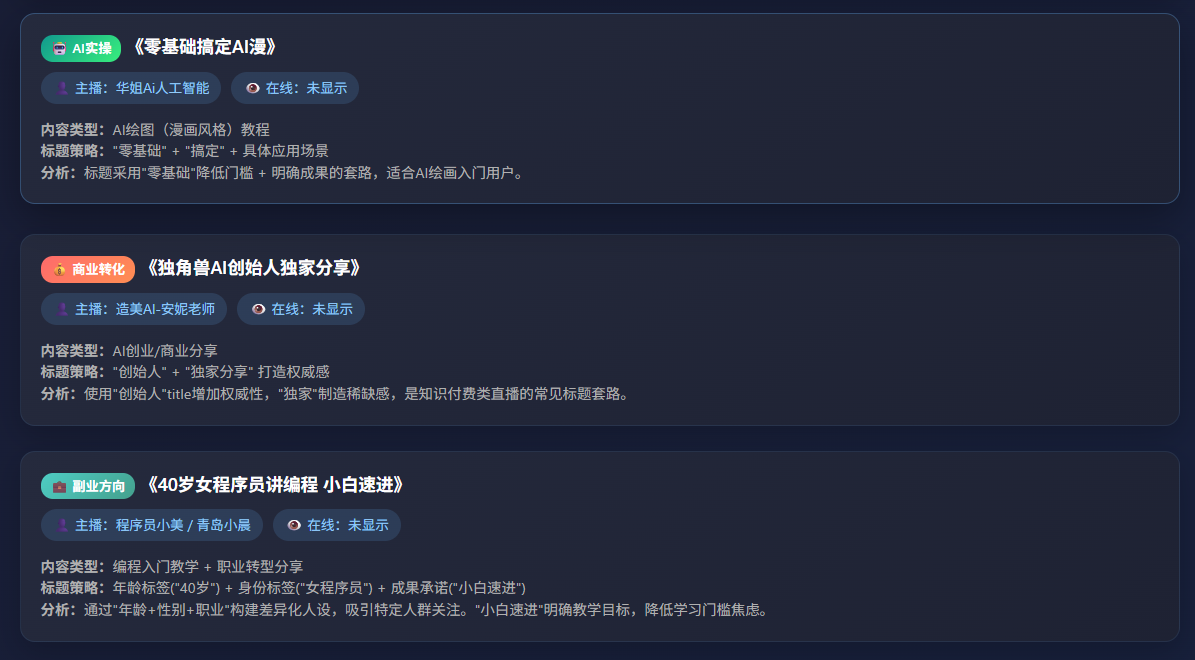 AI实操 《零基础搞定AI漫》
主播：华姐Ai人工智能 在线：未显示
内容类型：AI绘图（漫画风格）教程
标题策略："零基础" + "搞定" + 具体应用场景
分析：标题采用"零基础"降低门槛 + 明确成果的套路，适合AI绘画入门用户。
商业转化 《独角兽AI创始人独家分享》
主播：造美AI-安妮老师 在线：未显示
内容类型：AI创业/商业分享
标题策略："创始人" + "独家分享" 打造权威感
分析：使用"创始人"title增加权威性，"独家"制造稀缺感，是知识付费类直播的常见标题套路。
副业方向 《40岁女程序员讲编程 小白速进》
主播：程序员小美 / 青岛小晨 在线：未显示
内容类型：编程入门教学 + 职业转型分享
标题策略：年龄标签("40岁") + 身份标签("女程序员") + 成果承诺("小白速进")
分析：通过"年龄+性别+职业"构建差异化人设，吸引特定人群关注。"小白速进"明确教学目标，降低学习门槛焦虑。